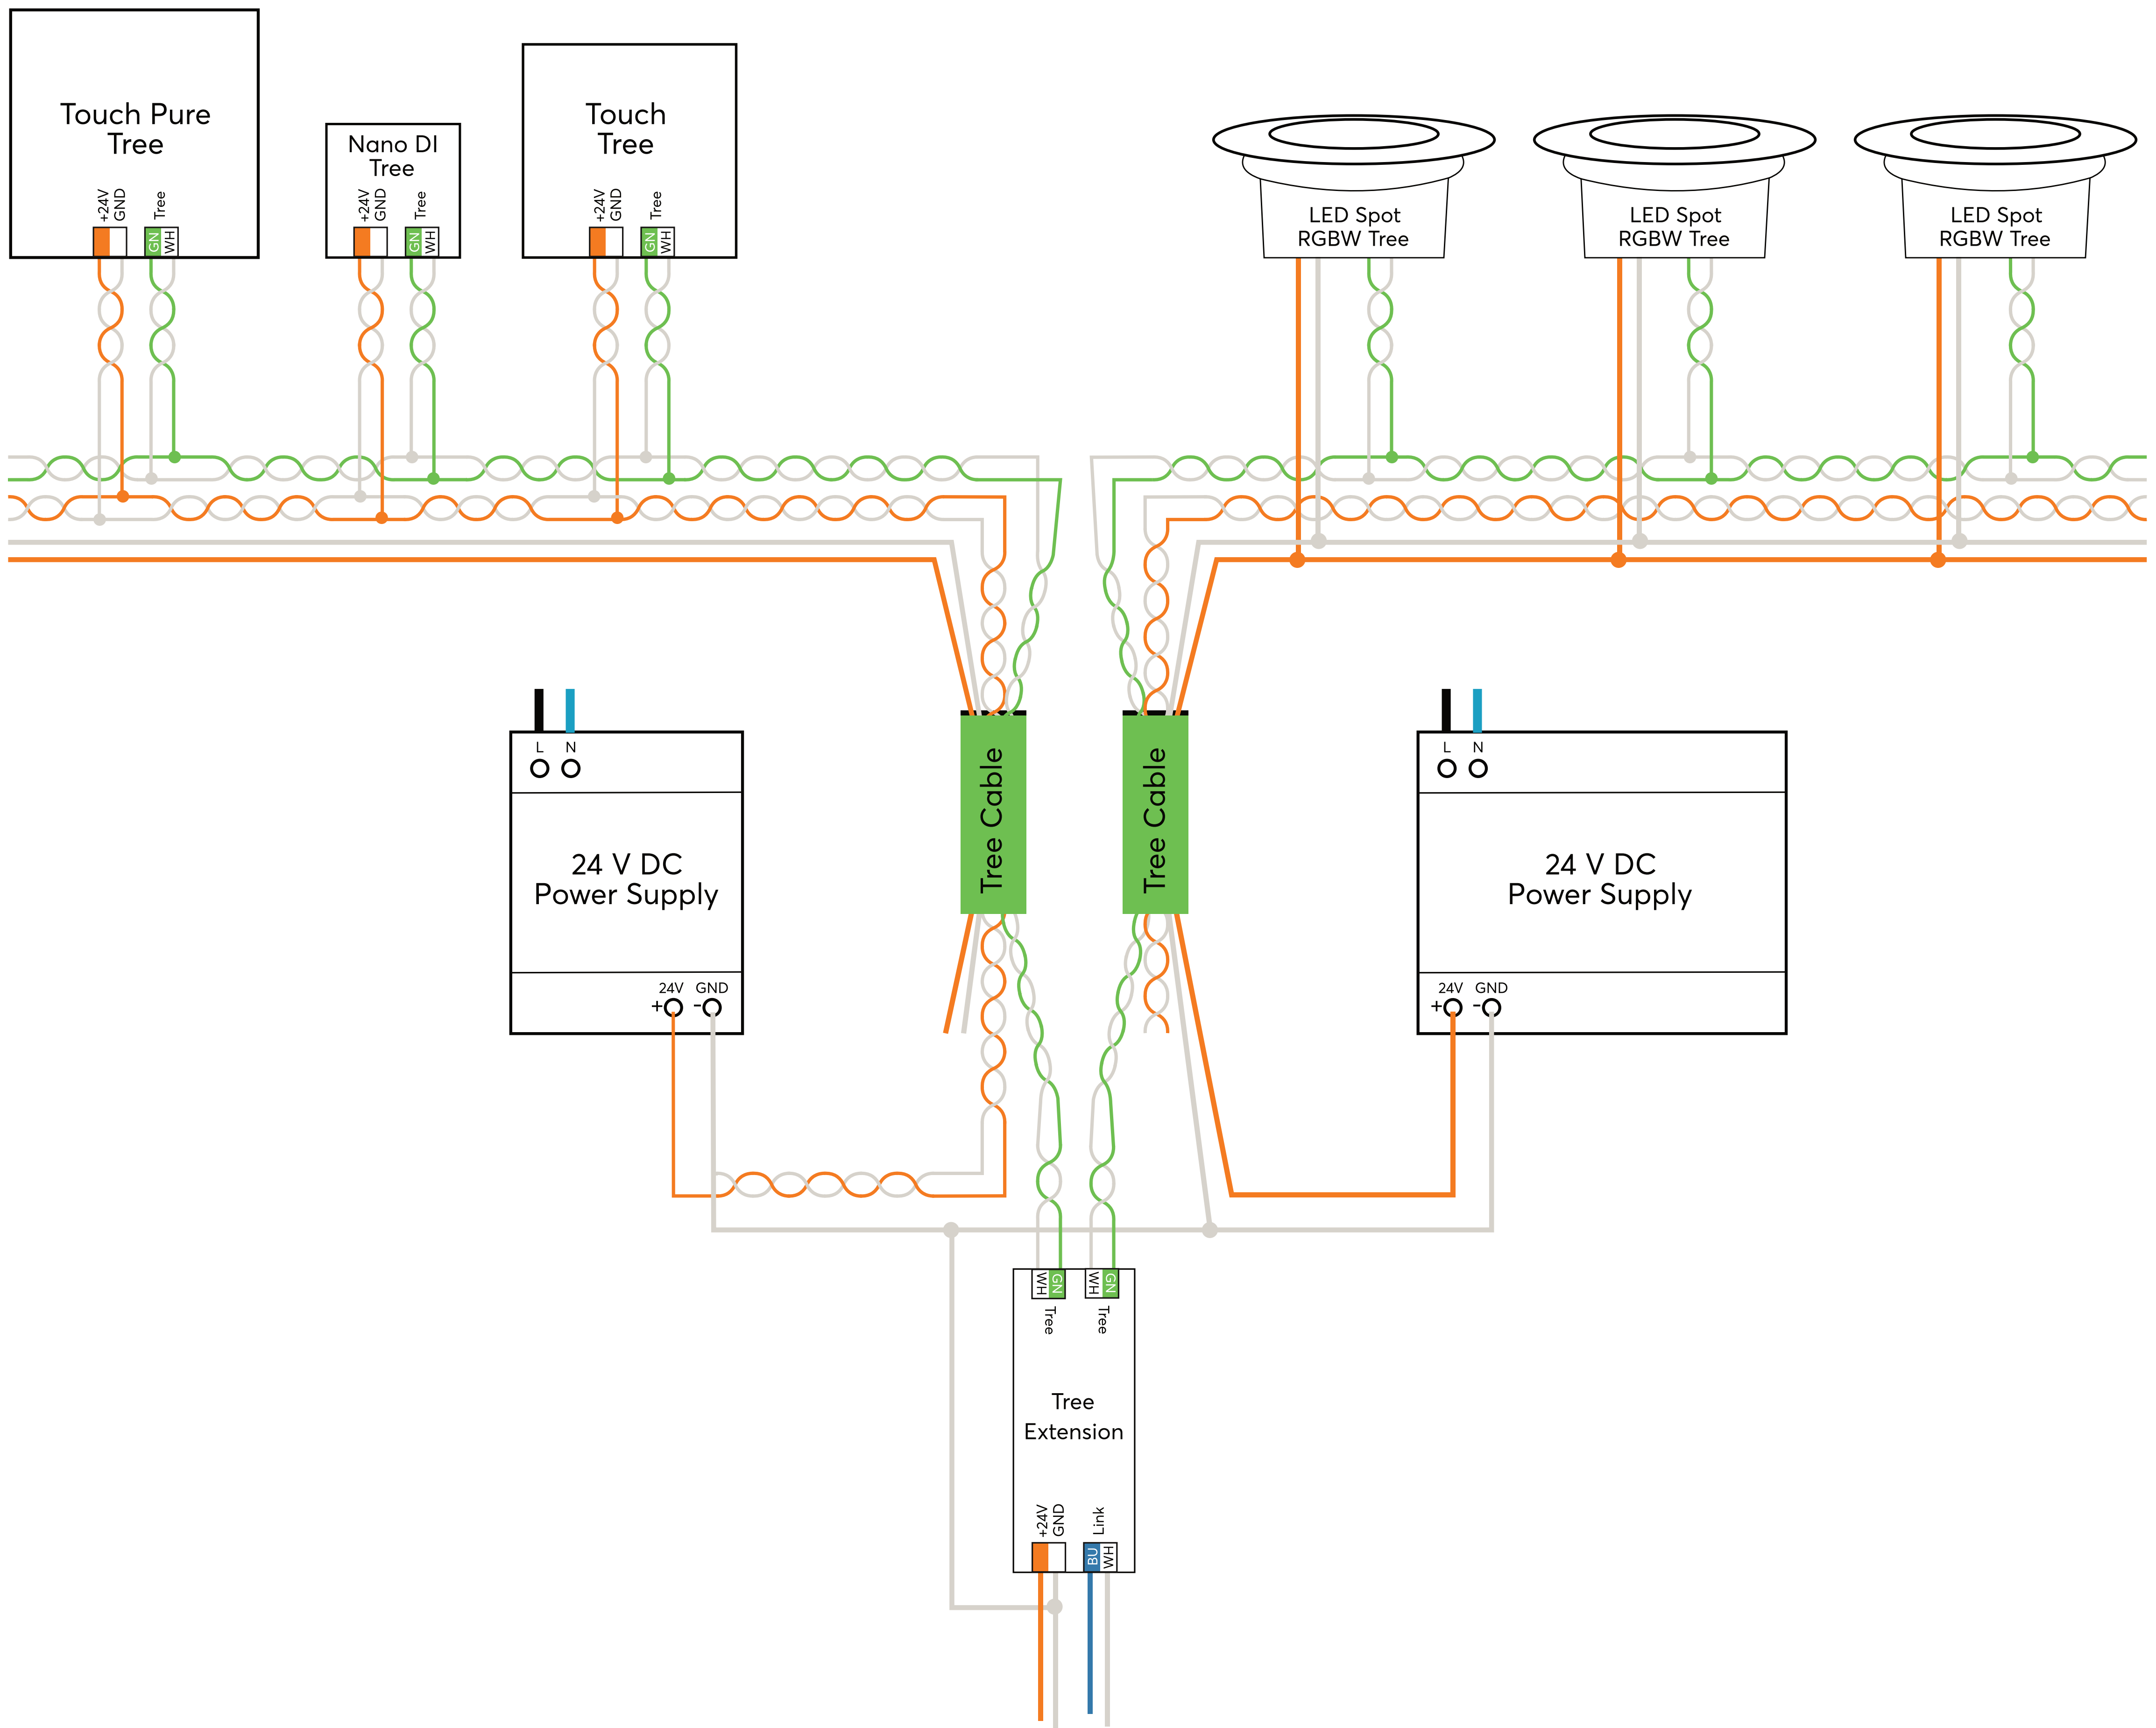 Touch Pure
Tree
+24V
GND
Tree
GN
WH
Nano DI
Tree
+24V
GND
Tree
GN
WH
Touch
Tree
+24V
GND
Tree
GN
WH
LED Spot
RGBW Tree
LED Spot
RGBW Tree
LED Spot
RGBW Tree
L N
24 V DC
Power Supply
24V GND
+ -
Tree Cable
Tree Cable
L N
24 V DC
Power Supply
24V GND
+ -
WH
GN
WH
GN
Tree
Tree
Tree
Extension
+24V
GND
Link
BU
WH